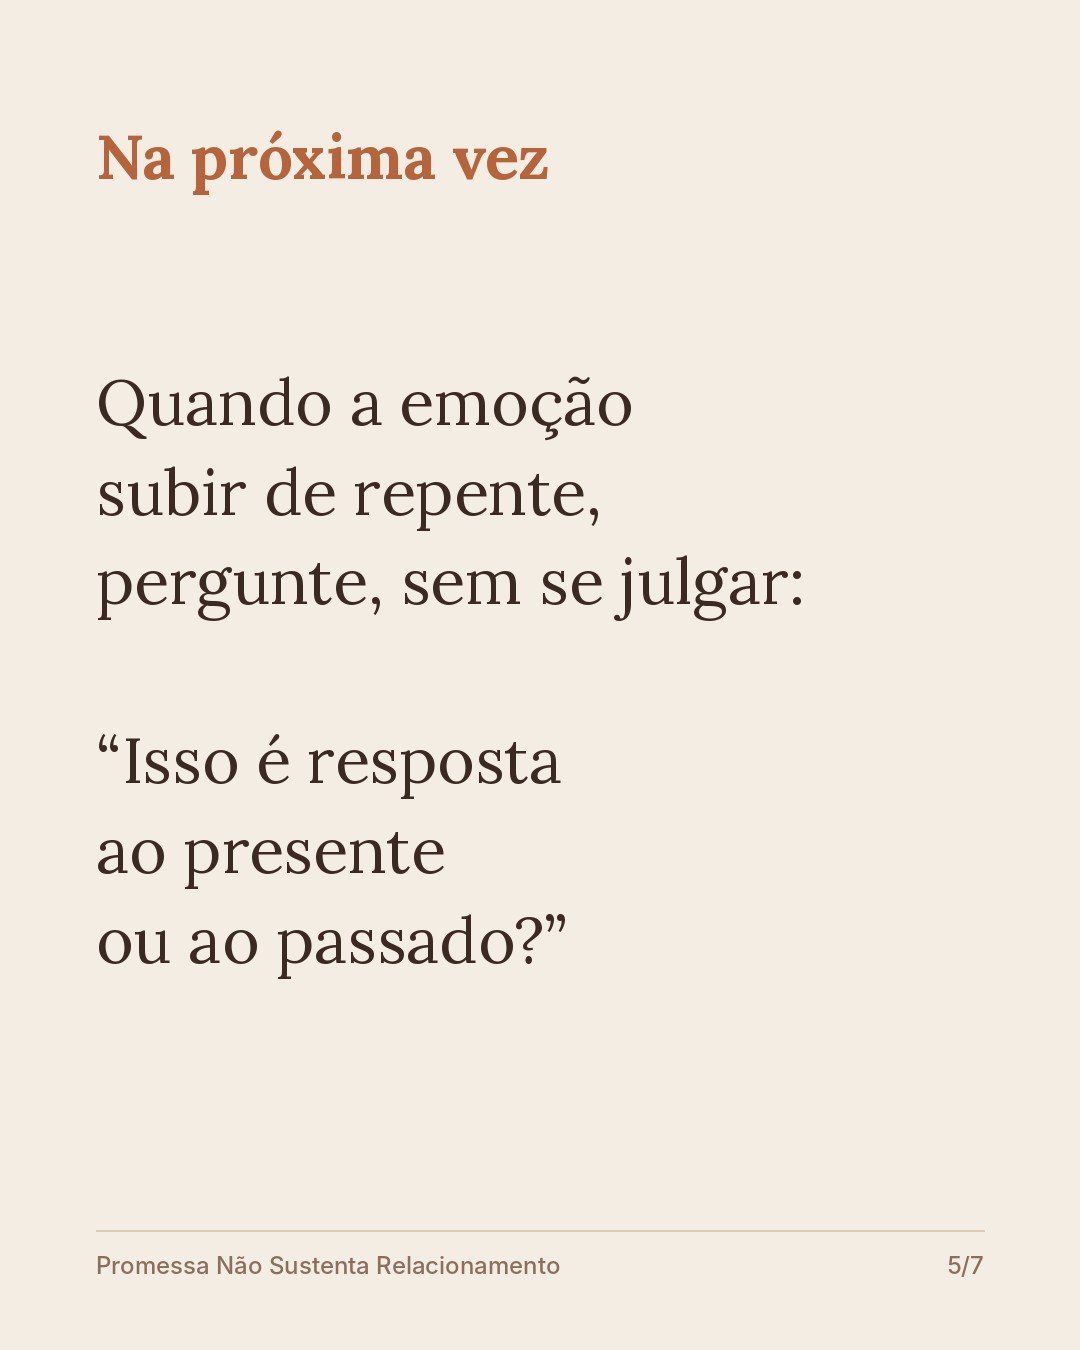 Na próxima vez
Quando a emoção
subir de repente,
pergunte, sem se julgar:
“Isso é resposta
ao presente
ou ao passado?”
Promessa Não Sustenta Relacionamento
5/7